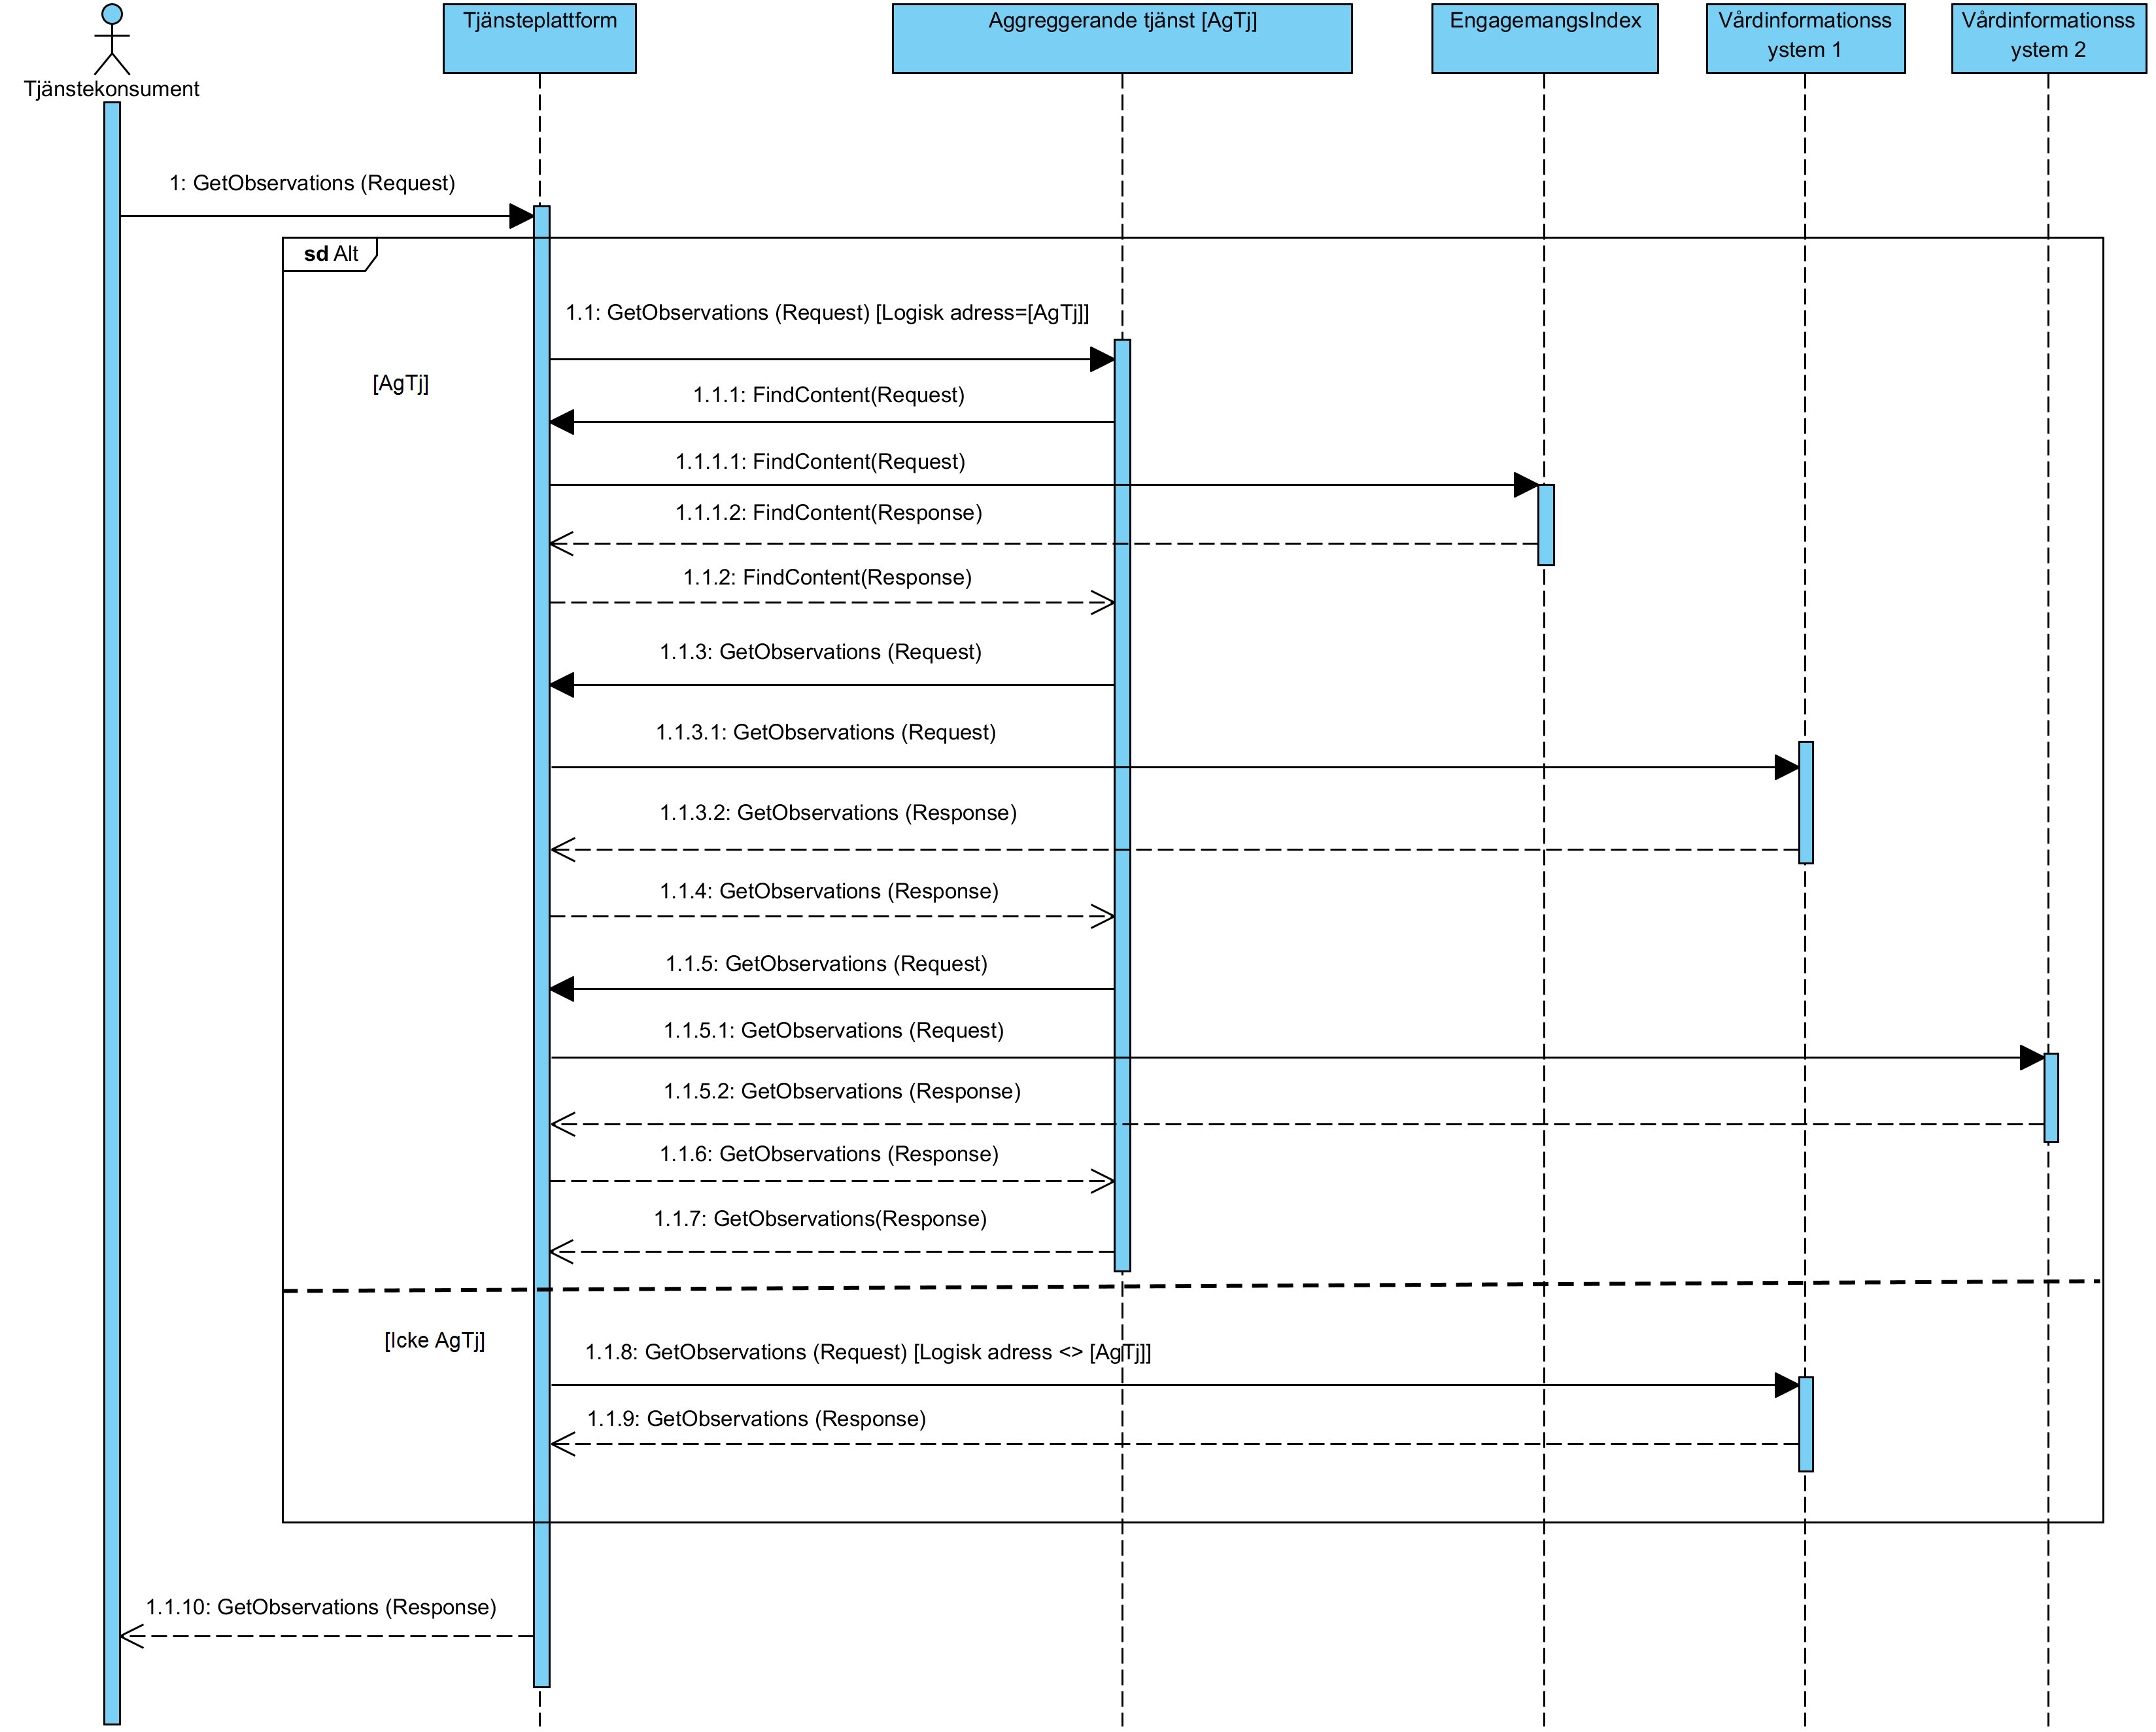 Tjänsteplattform
Aggreggerande tjänst [AgTj]
EngagemangsIndex
Vårdinformationss
ystem 1
Vårdinformationss
ystem 2
Tjänstekonsument
1: GetObservations (Request)
sd Alt
1.1: GetObservations (Request) [Logisk adress=[AgTj]]
[AgTj]
1.1.1: FindContent(Request)
1.1.1.1: FindContent(Request)
1.1.1.2: FindContent(Response)
1.1.2: FindContent(Response)
1.1.3: GetObservations (Request)
1.1.3.1: GetObservations (Request)
1.1.3.2: GetObservations (Response)
1.1.4: GetObservations (Response)
1.1.5: GetObservations (Request)
1.1.5.1: GetObservations (Request)
1.1.5.2: GetObservations (Response)
1.1.6: GetObservations (Response)
1.1.7: GetObservations(Response)
[Icke AgTj]
1.1.8: GetObservations (Request) [Logisk adress <> [AgTj]]
1.1.9: GetObservations (Response)
1.1.10: GetObservations (Response)